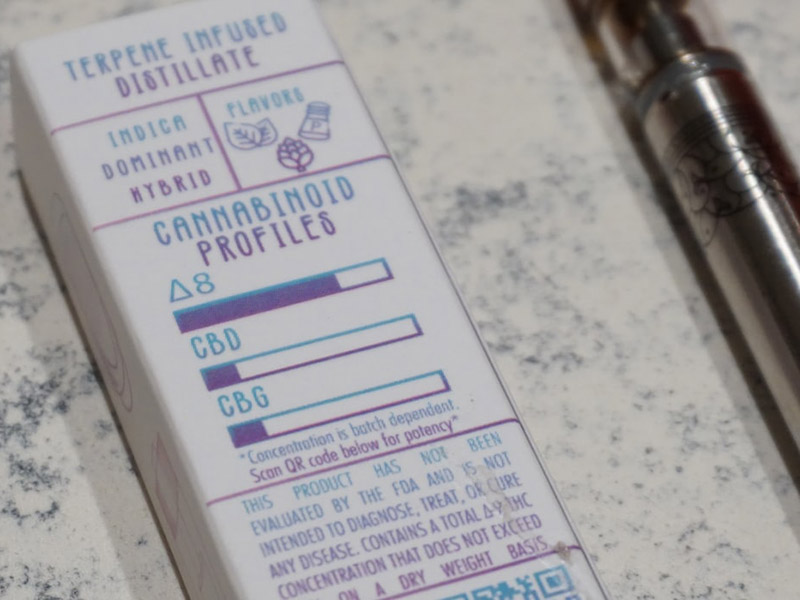 TERPENE INFUSED
DISTILLATE
INDICA
DOMINANT
HYBRID
FLAVORS
P
CANNABINOID
PROFILES
Δ8
CBD
CBG
*Concentration is batch dependent.
Scan QR code below for potency*
THIS PRODUCT HAS NOT BEEN
EVALUATED BY THE FDA AND IS NOT
INTENDED TO DIAGNOSE, TREAT, OR CURE
ANY DISEASE. CONTAINS A TOTAL Δ-9 THC
CONCENTRATION THAT DOES NOT EXCEED
ON A DRY WEIGHT BASIS.